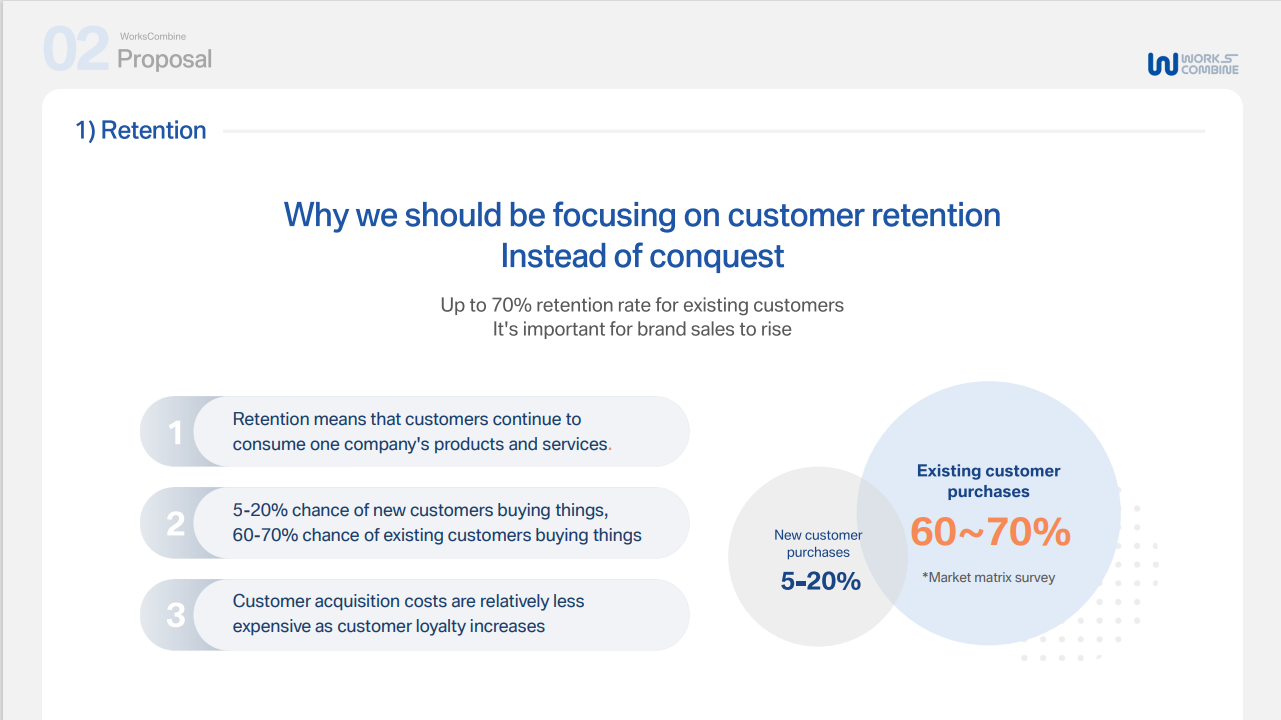 02
WorksCombine
Proposal
WORKS
COMBINE
1) Retention
Why we should be focusing on customer retention
Instead of conquest
Up to 70% retention rate for existing customers
It's important for brand sales to rise
1
Retention means that customers continue to
consume one company's products and services.
2
5-20% chance of new customers buying things,
60-70% chance of existing customers buying things
3
Customer acquisition costs are relatively less
expensive as customer loyalty increases
New customer
purchases
5-20%
Existing customer
purchases
60~70%
*Market matrix survey